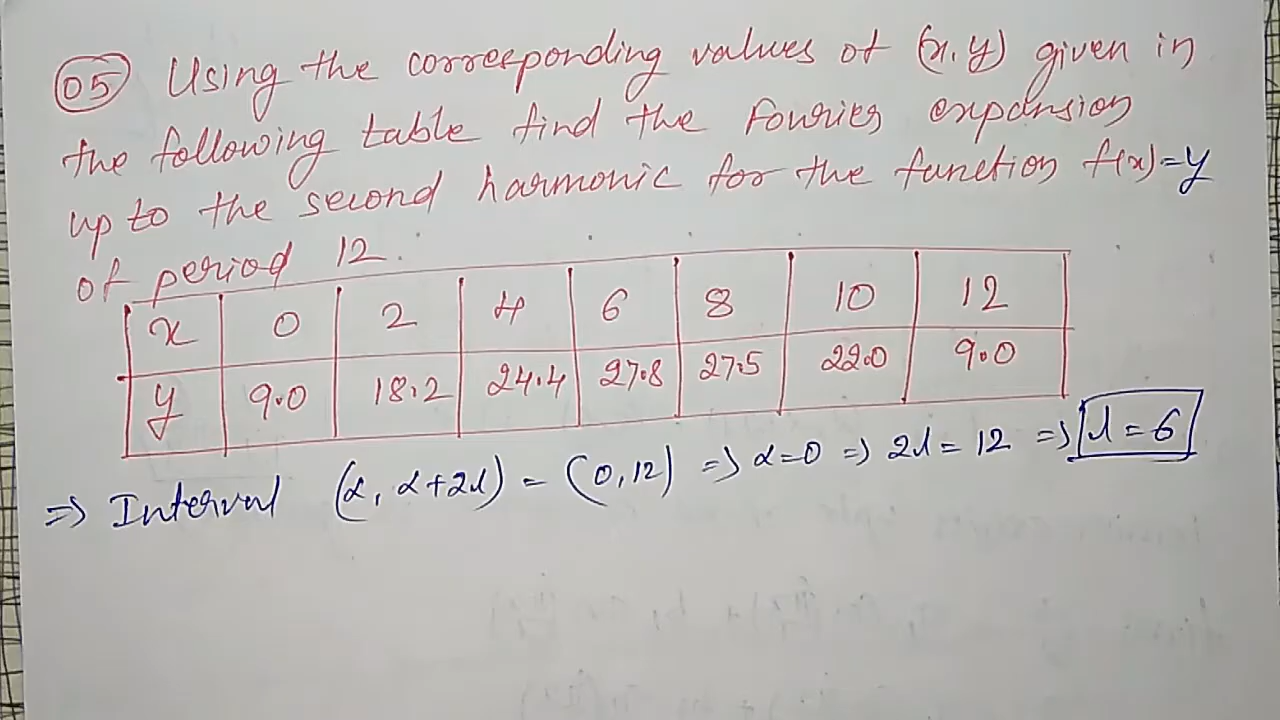 05 Using the corresponding values of (x,y) given in
the following table find the Fourier expansion
up to the second harmonic for the function f(x)=y
of period 12.
x 0 2 4 6 8 10 12
y 9.0 18.2 24.4 27.8 27.5 22.0 9.0
=> Interval (α, α+2l) = (0,12) => α=0 => 2l = 12 => l = 6